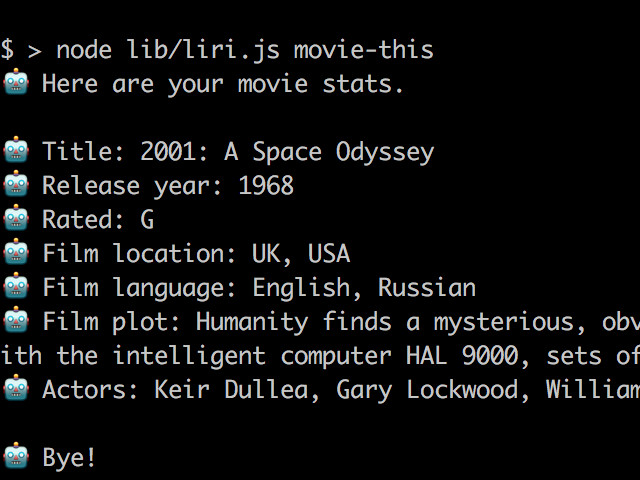 $ > node lib/liri.js movie-this
🤖 Here are your movie stats.
🤖 Title: 2001: A Space Odyssey
🤖 Release year: 1968
🤖 Rated: G
🤖 Film location: UK, USA
🤖 Film language: English, Russian
🤖 Film plot: Humanity finds a mysterious, obv
ith the intelligent computer HAL 9000, sets of
🤖 Actors: Keir Dullea, Gary Lockwood, William
🤖 Bye!